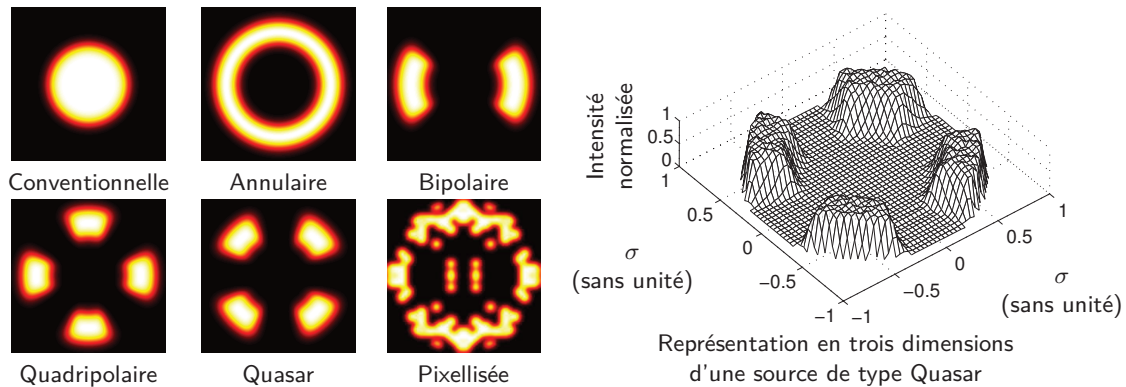 Conventionnelle Annulaire Bipolaire
Quadripolaire Quasar Pixellisée
Intensité
normalisée
1
0.5
0
1
0.5
0
−0.5
−1
σ
(sans unité)
−1
−0.5
0
0.5
1
σ
(sans unité)
Représentation en trois dimensions
d'une source de type Quasar